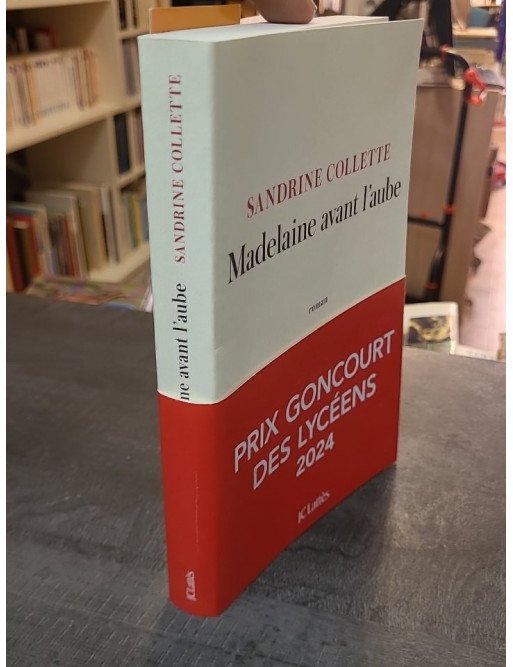 SANDRINE COLLETTE
Madelaine avant l'aube
roman
PRIX GONCOURT
DES LYCÉENS
2024
JC Lattès
SANDRINE COLLETTE
ne avant l'aube
JC Lattès